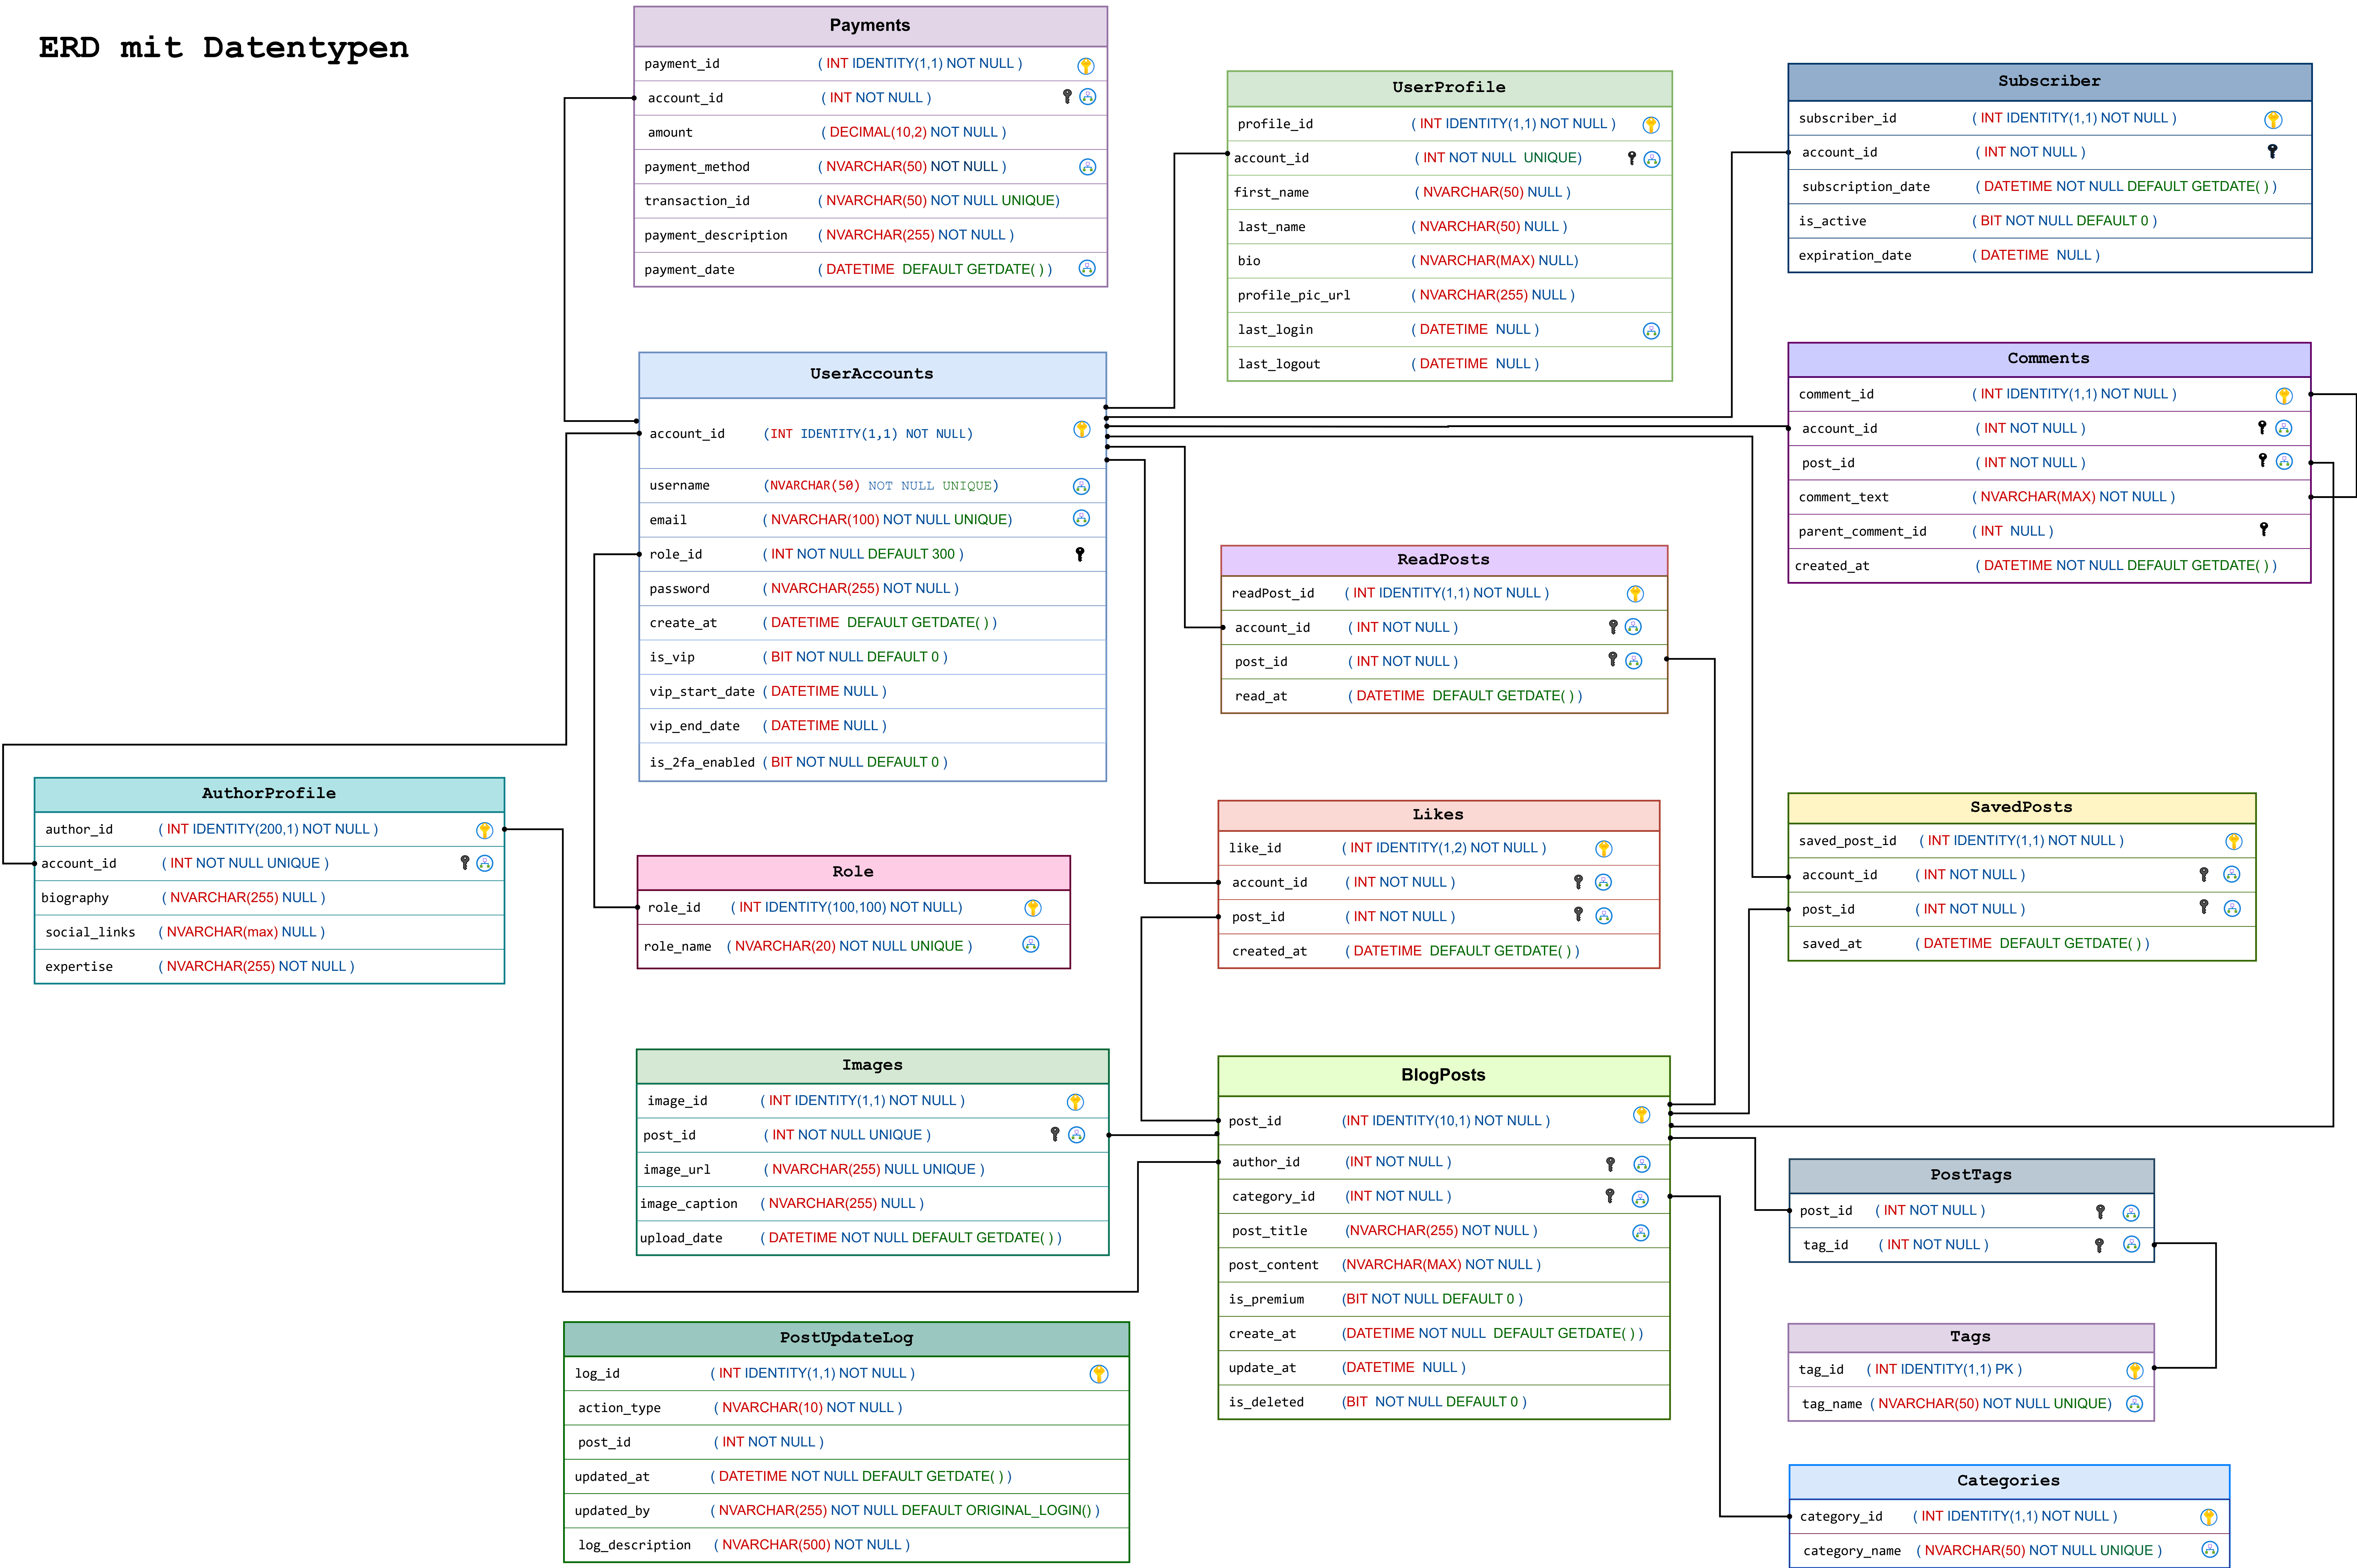 ERD mit Datentypen
Payments
payment_id ( INT IDENTITY(1,1) NOT NULL )
account_id ( INT NOT NULL )
amount ( DECIMAL(10,2) NOT NULL )
payment_method ( NVARCHAR(50) NOT NULL )
transaction_id ( NVARCHAR(50) NOT NULL UNIQUE)
payment_description ( NVARCHAR(255) NOT NULL )
payment_date ( DATETIME DEFAULT GETDATE( ) )
UserProfile
profile_id ( INT IDENTITY(1,1) NOT NULL )
account_id ( INT NOT NULL UNIQUE)
first_name ( NVARCHAR(50) NULL )
last_name ( NVARCHAR(50) NULL )
bio ( NVARCHAR(MAX) NULL)
profile_pic_url ( NVARCHAR(255) NULL )
last_login ( DATETIME NULL )
last_logout ( DATETIME NULL )
Subscriber
subscriber_id ( INT IDENTITY(1,1) NOT NULL )
account_id ( INT NOT NULL )
subscription_date ( DATETIME NOT NULL DEFAULT GETDATE( ) )
is_active ( BIT NOT NULL DEFAULT 0 )
expiration_date ( DATETIME NULL )
UserAccounts
account_id (INT IDENTITY(1,1) NOT NULL)
username (NVARCHAR(50) NOT NULL UNIQUE)
email ( NVARCHAR(100) NOT NULL UNIQUE)
role_id ( INT NOT NULL DEFAULT 300 )
password ( NVARCHAR(255) NOT NULL )
create_at ( DATETIME DEFAULT GETDATE( ) )
is_vip ( BIT NOT NULL DEFAULT 0 )
vip_start_date ( DATETIME NULL )
vip_end_date ( DATETIME NULL )
is_2fa_enabled ( BIT NOT NULL DEFAULT 0 )
Comments
comment_id ( INT IDENTITY(1,1) NOT NULL )
account_id ( INT NOT NULL )
post_id ( INT NOT NULL )
comment_text ( NVARCHAR(MAX) NOT NULL )
parent_comment_id ( INT NULL )
created_at ( DATETIME NOT NULL DEFAULT GETDATE( ) )
ReadPosts
readPost_id ( INT IDENTITY(1,1) NOT NULL )
account_id ( INT NOT NULL )
post_id ( INT NOT NULL )
read_at ( DATETIME DEFAULT GETDATE( ) )
AuthorProfile
author_id ( INT IDENTITY(200,1) NOT NULL )
account_id ( INT NOT NULL UNIQUE )
biography ( NVARCHAR(255) NULL )
social_links ( NVARCHAR(max) NULL )
expertise ( NVARCHAR(255) NOT NULL )
Role
role_id ( INT IDENTITY(100,100) NOT NULL)
role_name ( NVARCHAR(20) NOT NULL UNIQUE )
Likes
like_id ( INT IDENTITY(1,2) NOT NULL )
account_id ( INT NOT NULL )
post_id ( INT NOT NULL )
created_at ( DATETIME DEFAULT GETDATE( ) )
SavedPosts
saved_post_id ( INT IDENTITY(1,1) NOT NULL )
account_id ( INT NOT NULL )
post_id ( INT NOT NULL )
saved_at ( DATETIME DEFAULT GETDATE( ) )
Images
image_id ( INT IDENTITY(1,1) NOT NULL )
post_id ( INT NOT NULL UNIQUE )
image_url ( NVARCHAR(255) NULL UNIQUE )
image_caption ( NVARCHAR(255) NULL )
upload_date ( DATETIME NOT NULL DEFAULT GETDATE( ) )
BlogPosts
post_id (INT IDENTITY(10,1) NOT NULL )
author_id (INT NOT NULL )
category_id (INT NOT NULL )
post_title (NVARCHAR(255) NOT NULL )
post_content (NVARCHAR(MAX) NOT NULL )
is_premium (BIT NOT NULL DEFAULT 0 )
create_at (DATETIME NOT NULL DEFAULT GETDATE( ) )
update_at (DATETIME NULL )
is_deleted (BIT NOT NULL DEFAULT 0 )
PostTags
post_id ( INT NOT NULL )
tag_id ( INT NOT NULL )
Tags
tag_id ( INT IDENTITY(1,1) PK )
tag_name ( NVARCHAR(50) NOT NULL UNIQUE)
PostUpdateLog
log_id ( INT IDENTITY(1,1) NOT NULL )
action_type ( NVARCHAR(10) NOT NULL )
post_id ( INT NOT NULL )
updated_at ( DATETIME NOT NULL DEFAULT GETDATE( ) )
updated_by ( NVARCHAR(255) NOT NULL DEFAULT ORIGINAL_LOGIN() )
log_description ( NVARCHAR(500) NOT NULL )
Categories
category_id ( INT IDENTITY(1,1) NOT NULL )
category_name ( NVARCHAR(50) NOT NULL UNIQUE )